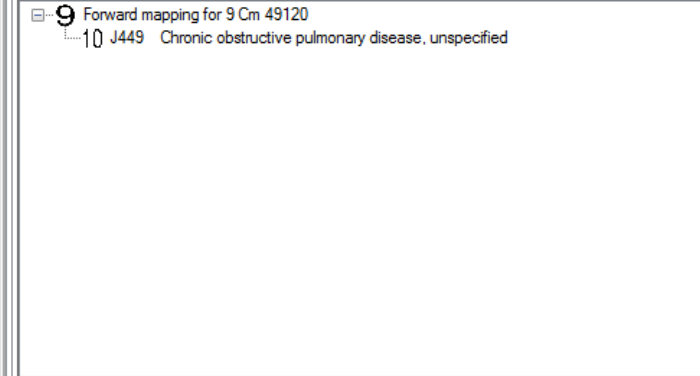 9 Forward mapping for 9 Cm 49120
10 J449 Chronic obstructive pulmonary disease, unspecified